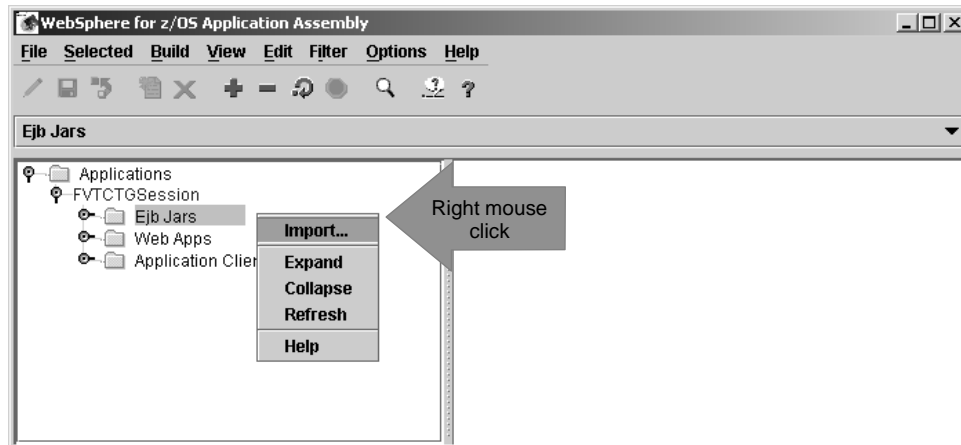 WebSphere for z/OS Application Assembly
File Selected Build View Edit Filter Options Help
Ejb Jars
Applications
FVTCTGSession
Ejb Jars
Web Apps
Application Clien
Import...
Expand
Collapse
Refresh
Help
Right mouse
click